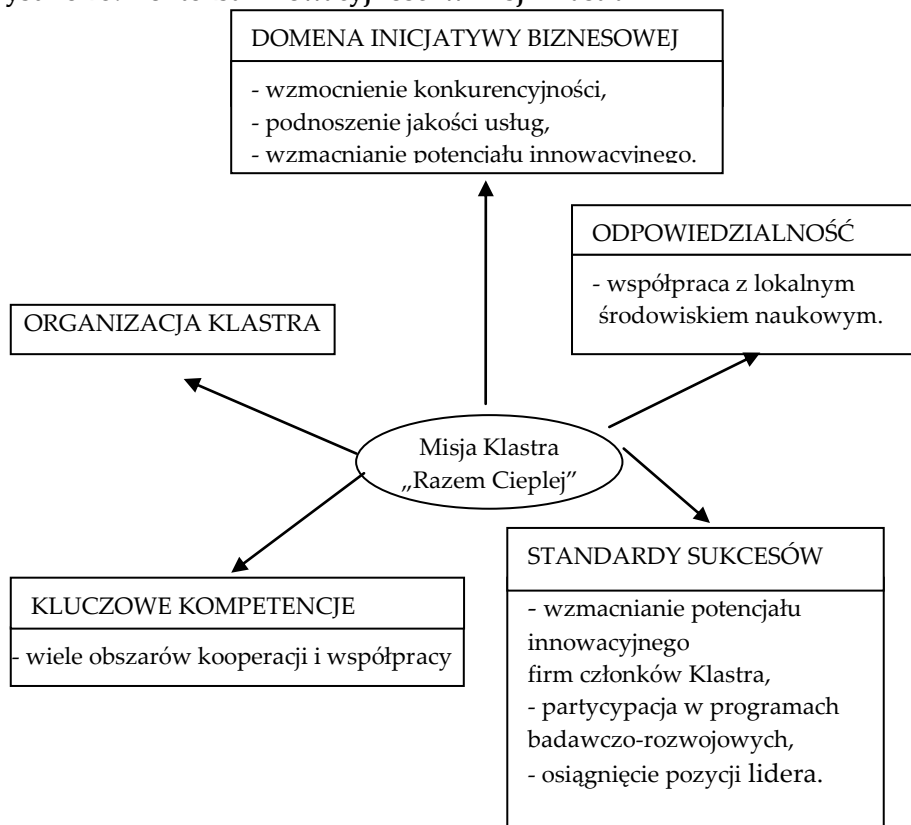 DOMENA INICJATYWY BIZNESOWEJ
- wzmocnienie konkurencyjności,
- podnoszenie jakości usług,
- wzmacnianie potencjału innowacyjnego.
ODPOWIEDZIALNOŚĆ
- współpraca z lokalnym
środowiskiem naukowym.
ORGANIZACJA KLASTRA
Misja Klastra
„Razem Cieplej”
KLUCZOWE KOMPETENCJE
- wiele obszarów kooperacji i współpracy
STANDARDY SUKCESÓW
- wzmacnianie potencjału
innowacyjnego
firm członków Klastra,
- partycypacja w programach
badawczo-rozwojowych,
- osiągnięcie pozycji lidera.